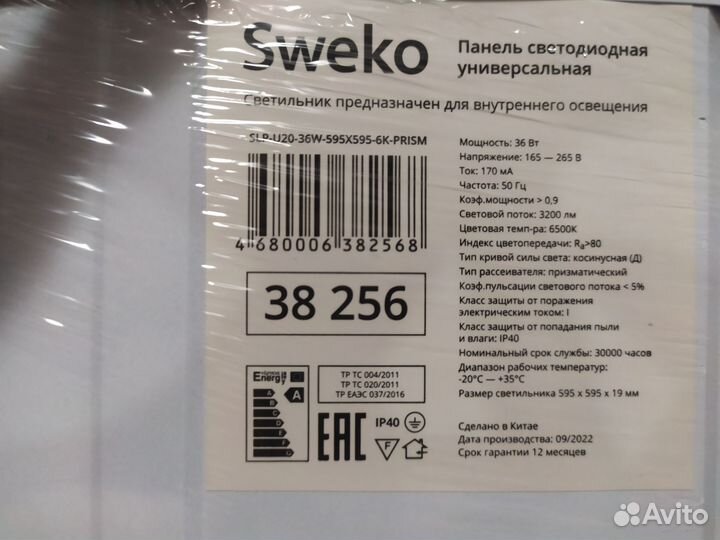 Sweko
Панель светодиодная
универсальная
Светильник предназначен для внутреннего освещения
SLP-U20-36W-595X595-6K-PRISM
4 680006 382568
38 256
Energy
A
ТР ТС 004/2011
ТР ТС 020/2011
ТР ЕАЭС 037/2016
EAC
IP40
F
Мощность: 36 Вт
Напряжение: 165 — 265 В
Ток: 170 мА
Частота: 50 Гц
Коэф.мощности > 0,9
Световой поток: 3200 лм
Цветовая темп-ра: 6500К
Индекс цветопередачи: Ra>80
Тип кривой силы света: косинусная (Д)
Тип рассеивателя: призматический
Коэф.пульсации светового потока < 5%
Класс защиты от поражения
электрическим током: I
Класс защиты от попадания пыли
и влаги: IP40
Номинальный срок службы: 30000 часов
Диапазон рабочих температур:
-20°С — +35°С
Размер светильника 595 x 595 x 19 мм
Сделано в Китае
Дата производства: 09/2022
Срок гарантии 12 месяцев
Avito